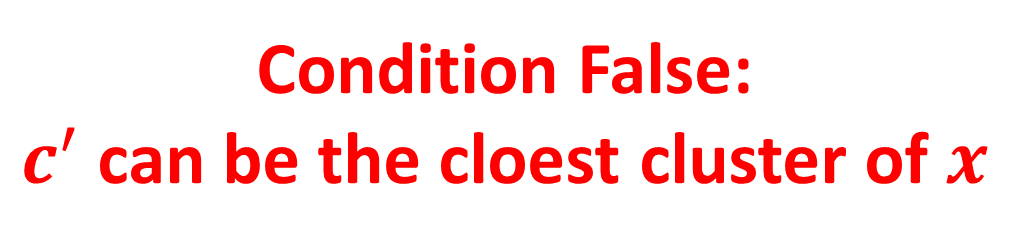 Condition False:
c′ can be the cloest cluster of x